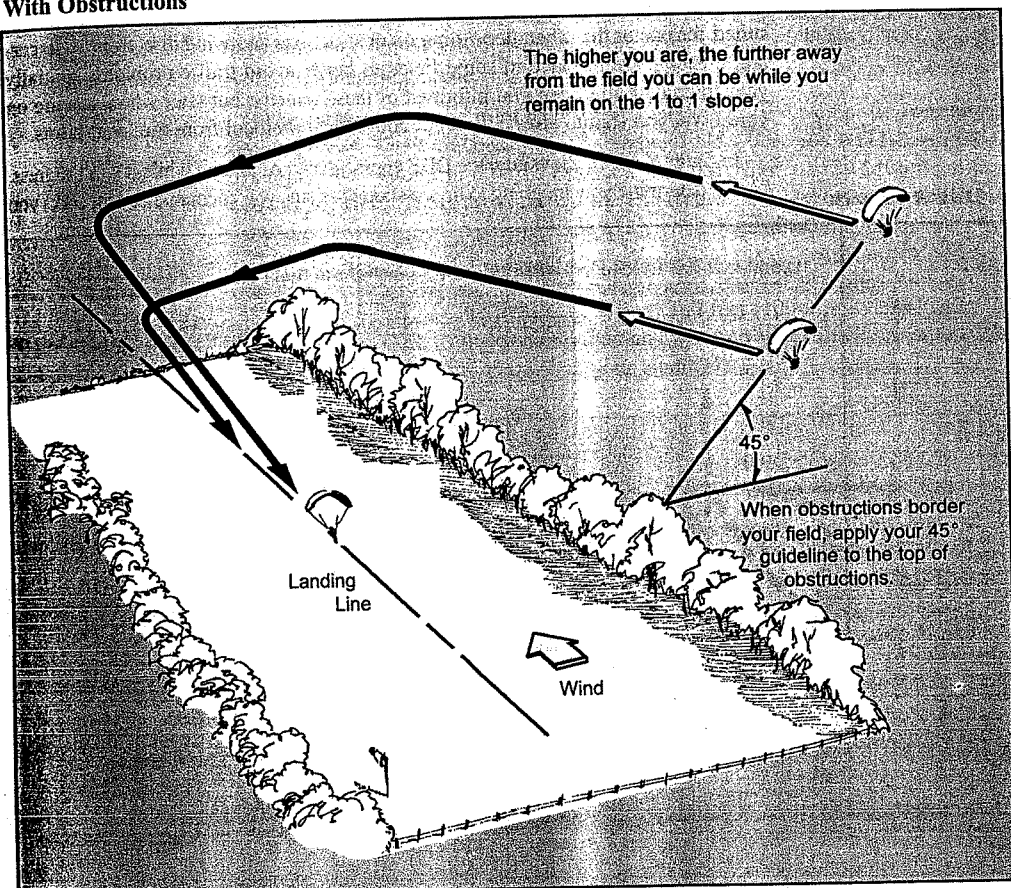 With Obstructions
The higher you are, the further away
from the field you can be while you
remain on the 1 to 1 slope.
45°
When obstructions border
your field, apply your 45°
guideline to the top of
obstructions.
Landing
Line
Wind